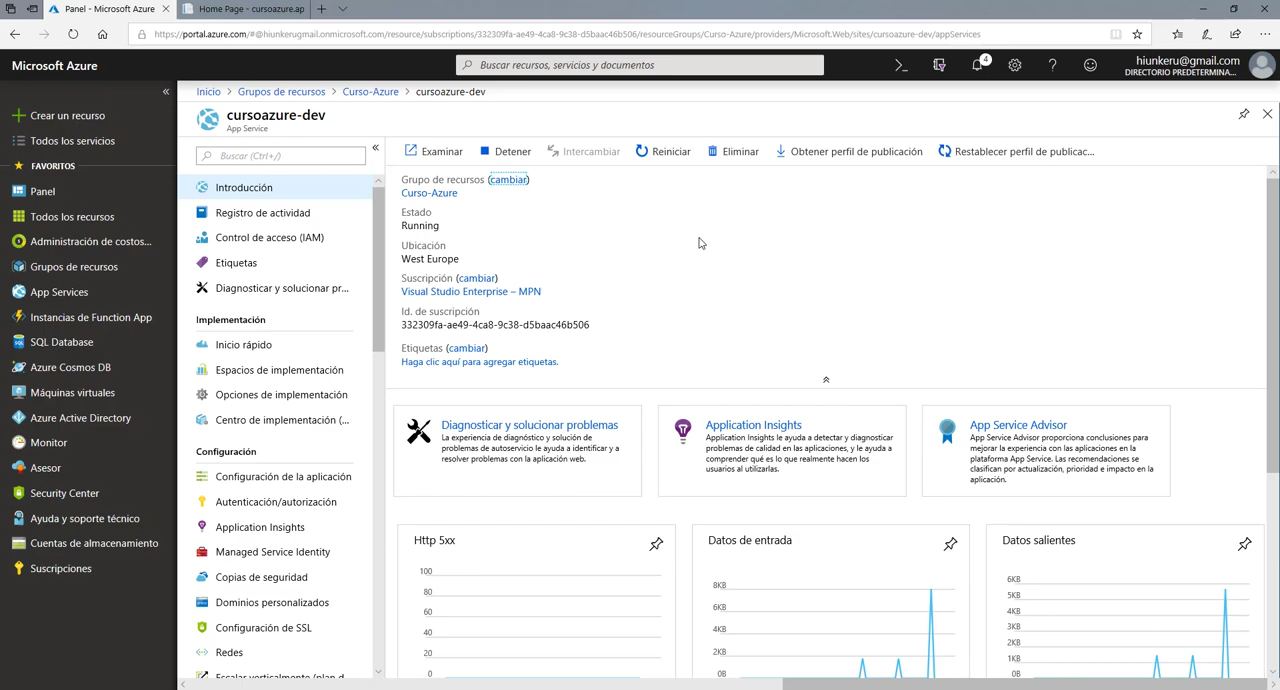 Panel - Microsoft Azure
Home Page - cursoazure.ap
https://portal.azure.com/#@hiunkerugmail.onmicrosoft.com/resource/subscriptions/332309fa-ae49-4ca8-9c38-d5baac46b506/resourceGroups/Curso-Azure/providers/Microsoft.Web/sites/cursoazure-dev/appServices
Microsoft Azure
Buscar recursos, servicios y documentos
4
hiunkeru@gmail.com
DIRECTORIO PREDETERMINA...
Crear un recurso
Todos los servicios
FAVORITOS
Panel
Todos los recursos
Administración de costos...
Grupos de recursos
App Services
Instancias de Function App
SQL Database
Azure Cosmos DB
Máquinas virtuales
Azure Active Directory
Monitor
Asesor
Security Center
Ayuda y soporte técnico
Cuentas de almacenamiento
Suscripciones
Inicio > Grupos de recursos > Curso-Azure > cursoazure-dev
cursoazure-dev
App Service
Buscar (Ctrl+/)
Introducción
Registro de actividad
Control de acceso (IAM)
Etiquetas
Diagnosticar y solucionar pr...
Implementación
Inicio rápido
Espacios de implementación
Opciones de implementación
Centro de implementación (...
Configuración
Configuración de la aplicación
Autenticación/autorización
Application Insights
Managed Service Identity
Copias de seguridad
Dominios personalizados
Configuración de SSL
Redes
Escalar verticalmente (plan d...
Examinar
Detener
Intercambiar
Reiniciar
Eliminar
Obtener perfil de publicación
Restablecer perfil de publicac...
Grupo de recursos (cambiar)
Curso-Azure
Estado
Running
Ubicación
West Europe
Suscripción (cambiar)
Visual Studio Enterprise – MPN
Id. de suscripción
332309fa-ae49-4ca8-9c38-d5baac46b506
Etiquetas (cambiar)
Haga clic aquí para agregar etiquetas.
Diagnosticar y solucionar problemas
La experiencia de diagnóstico y solución de
problemas de autoservicio le ayuda a identificar y a
resolver problemas con la aplicación web.
Application Insights
Application Insights le ayuda a detectar y diagnosticar
problemas de calidad en las aplicaciones, y le ayuda a
comprender qué es lo que realmente hacen los
usuarios al utilizarlas.
App Service Advisor
App Service Advisor proporciona conclusiones para
mejorar la experiencia con las aplicaciones en la
plataforma App Service. Las recomendaciones se
clasifican por actualización, prioridad e impacto en la
aplicación.
Http 5xx
100
80
60
40
20
0
Datos de entrada
8KB
6KB
4KB
2KB
0B
Datos salientes
6KB
5KB
4KB
3KB
2KB
1KB
0B